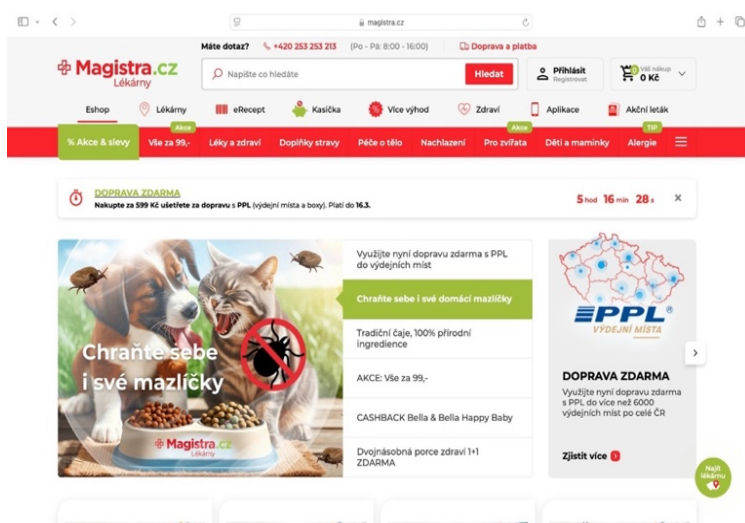 magistra.cz
Máte dotaz? +420 253 253 213 (Po - Pá: 8:00 - 16:00) Doprava a platba
Magistra.cz
Lékárny
Napište co hledáte
Hledat
Přihlásit
Registrovat
0
Váš nákup
0 Kč
Eshop Lékárny eRecept Kasička Více výhod Zdraví Aplikace Akční leták
Akce Akce TIP
% Akce & slevy Vše za 99,- Léky a zdraví Doplňky stravy Péče o tělo Nachlazení Pro zvířata Děti a maminky Alergie
DOPRAVA ZDARMA
Nakupte za 599 Kč ušetřete za dopravu s PPL (výdejní místa a boxy). Platí do 16.3.
5 hod 16 min 28 s
Chraňte sebe
i své mazlíčky
Magistra.cz
Lékárny
Využijte nyní dopravu zdarma s PPL
do výdejních míst
Chraňte sebe i své domácí mazlíčky
Tradiční čaje, 100% přírodní
ingredience
AKCE: Vše za 99,-
CASHBACK Bella & Bella Happy Baby
Dvojnásobná porce zdraví 1+1
ZDARMA
PPL
VÝDEJNÍ MÍSTA
DOPRAVA ZDARMA
Využijte nyní dopravu zdarma
s PPL do více než 6000
výdejních míst po celé ČR
Zjistit více
Najít
lékárnu